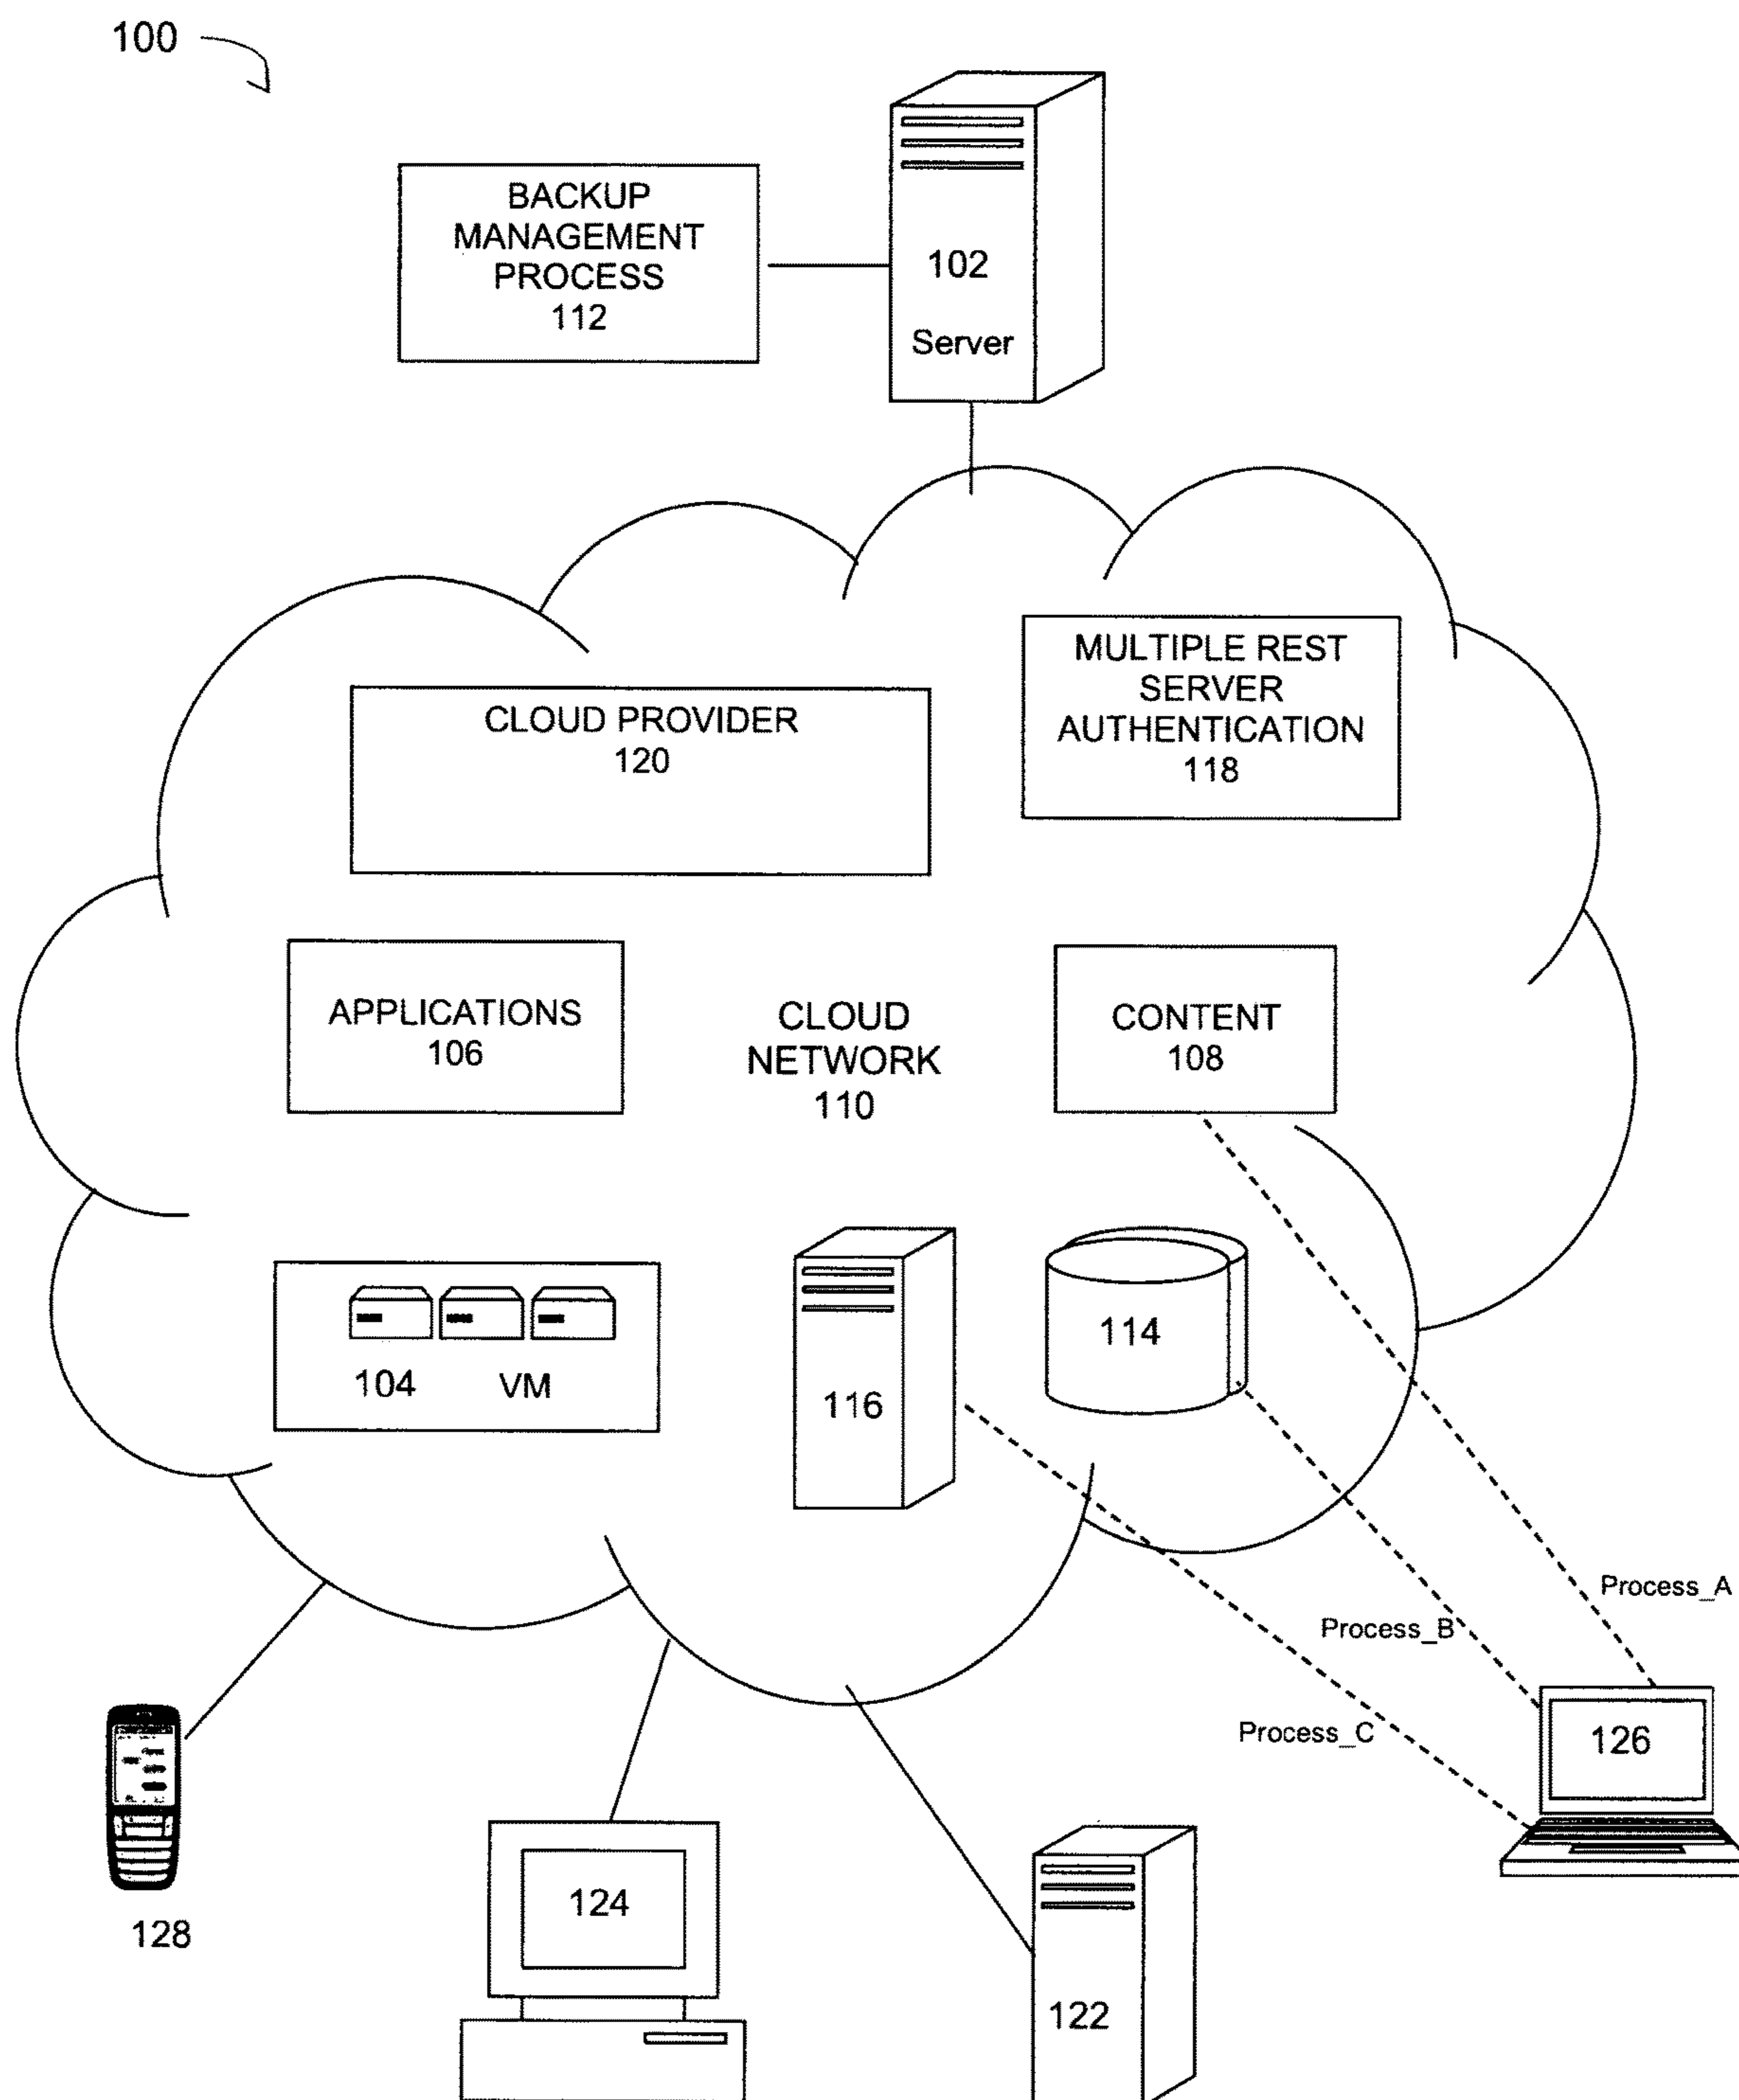 100
BACKUP
MANAGEMENT
PROCESS
112
102
Server
MULTIPLE REST
SERVER
AUTHENTICATION
118
CLOUD PROVIDER
120
APPLICATIONS
106
CLOUD
NETWORK
110
CONTENT
108
104 VM
116
114
Process_A
Process_B
Process_C
126
128
124
122